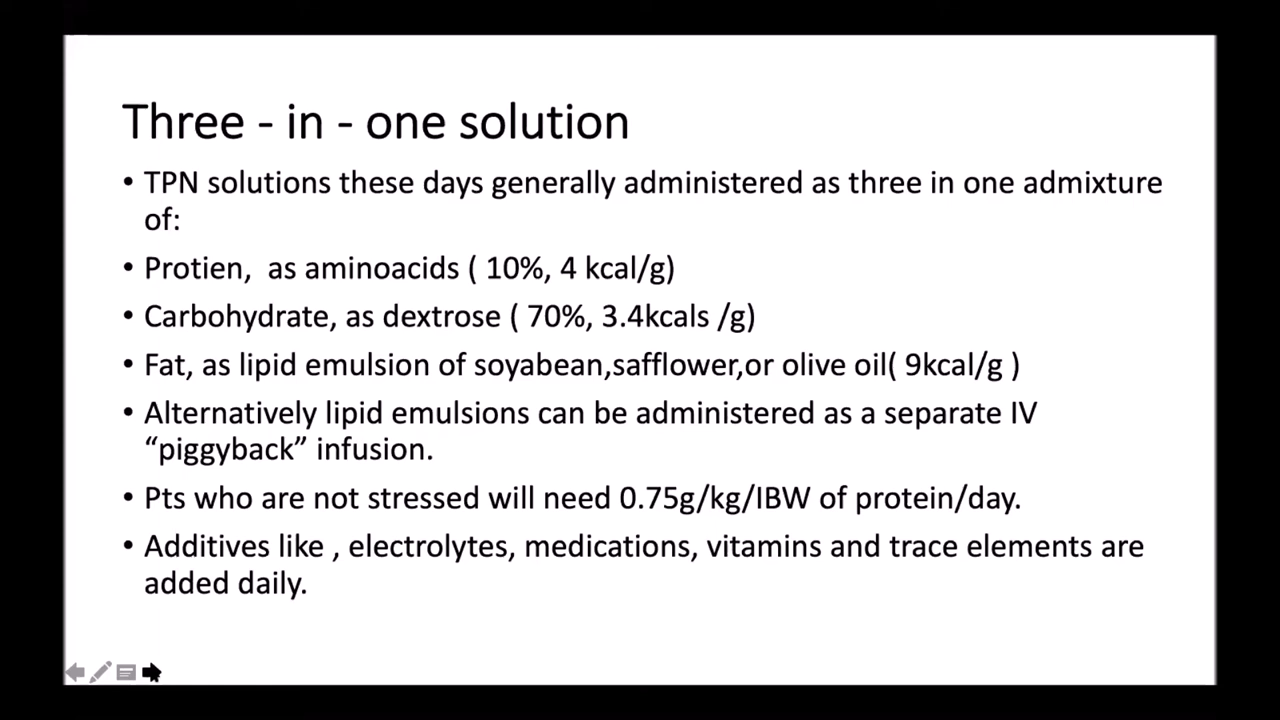 Three - in - one solution
• TPN solutions these days generally administered as three in one admixture
of:
• Protien,  as aminoacids ( 10%, 4 kcal/g)
• Carbohydrate, as dextrose ( 70%, 3.4kcals /g)
• Fat, as lipid emulsion of soyabean,safflower,or olive oil( 9kcal/g )
• Alternatively lipid emulsions can be administered as a separate IV
“piggyback” infusion.
• Pts who are not stressed will need 0.75g/kg/IBW of protein/day.
• Additives like , electrolytes, medications, vitamins and trace elements are
added daily.